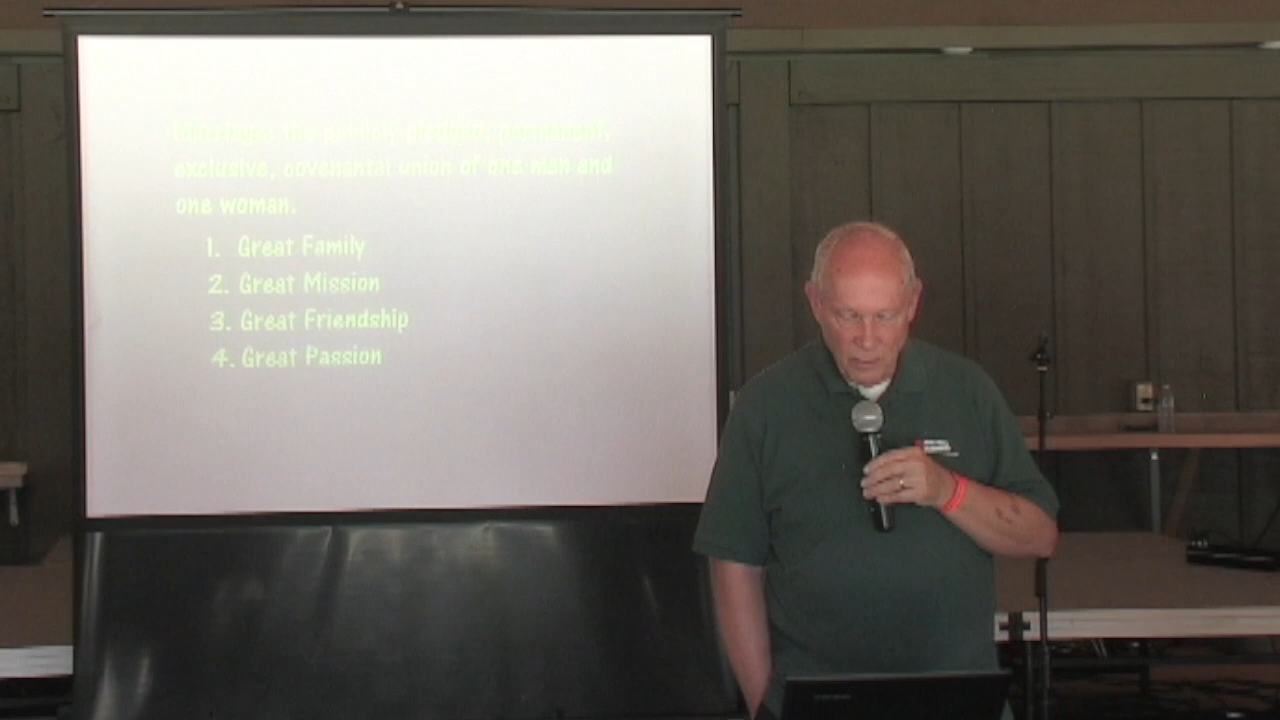 exclusive, covenantal union of one man and
one woman.
1. Great Family
2. Great Mission
3. Great Friendship
4. Great Passion